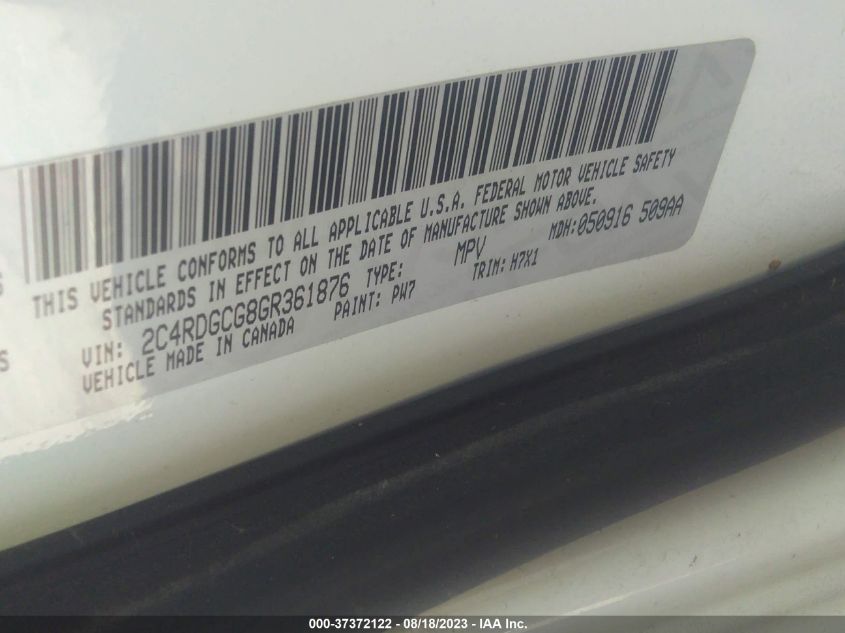 THIS VEHICLE CONFORMS TO ALL APPLICABLE U.S.A. FEDERAL MOTOR VEHICLE SAFETY
STANDARDS IN EFFECT ON THE DATE OF MANUFACTURE SHOWN ABOVE.
VIN: 2C4RDGCG8GR361876 TYPE: MPV MDH:050916 509AA
VEHICLE MADE IN CANADA PAINT: PW7 TRIM: H7X1
S
S
000-37372122 - 08/18/2023 - IAA Inc.